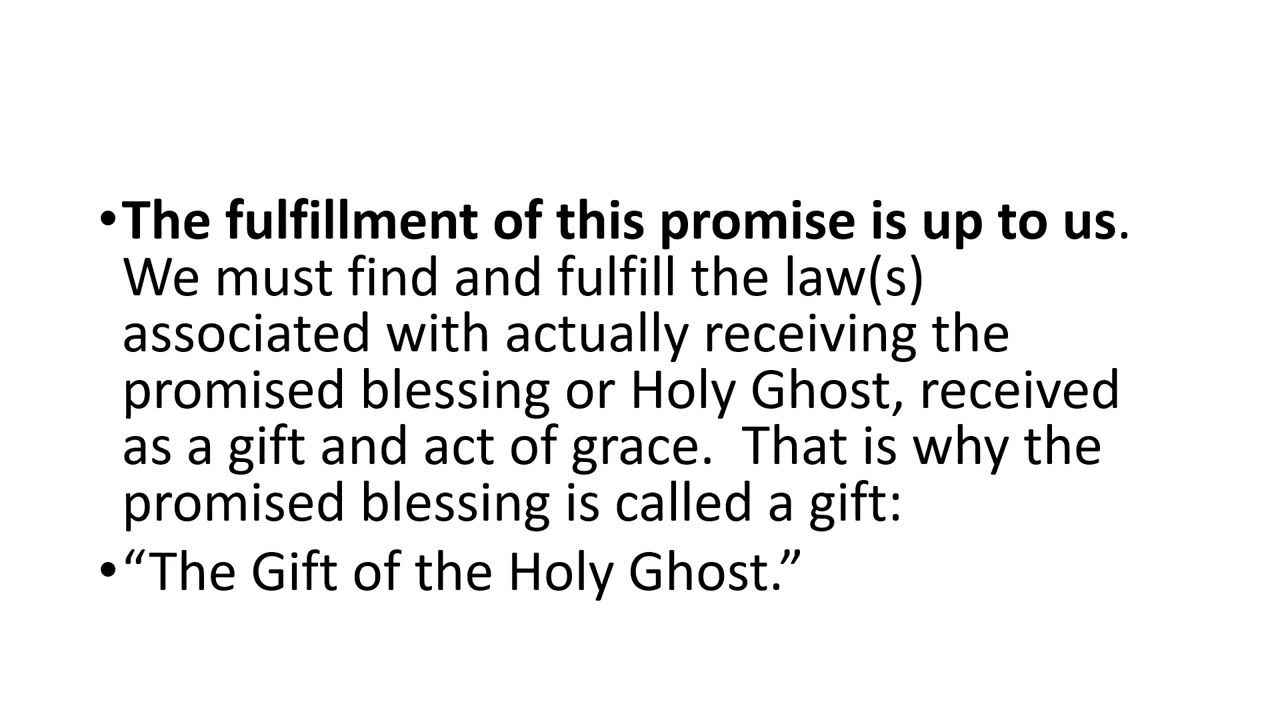 •The fulfillment of this promise is up to us.
We must find and fulfill the law(s)
associated with actually receiving the
promised blessing or Holy Ghost, received
as a gift and act of grace.  That is why the
promised blessing is called a gift:
•“The Gift of the Holy Ghost.”